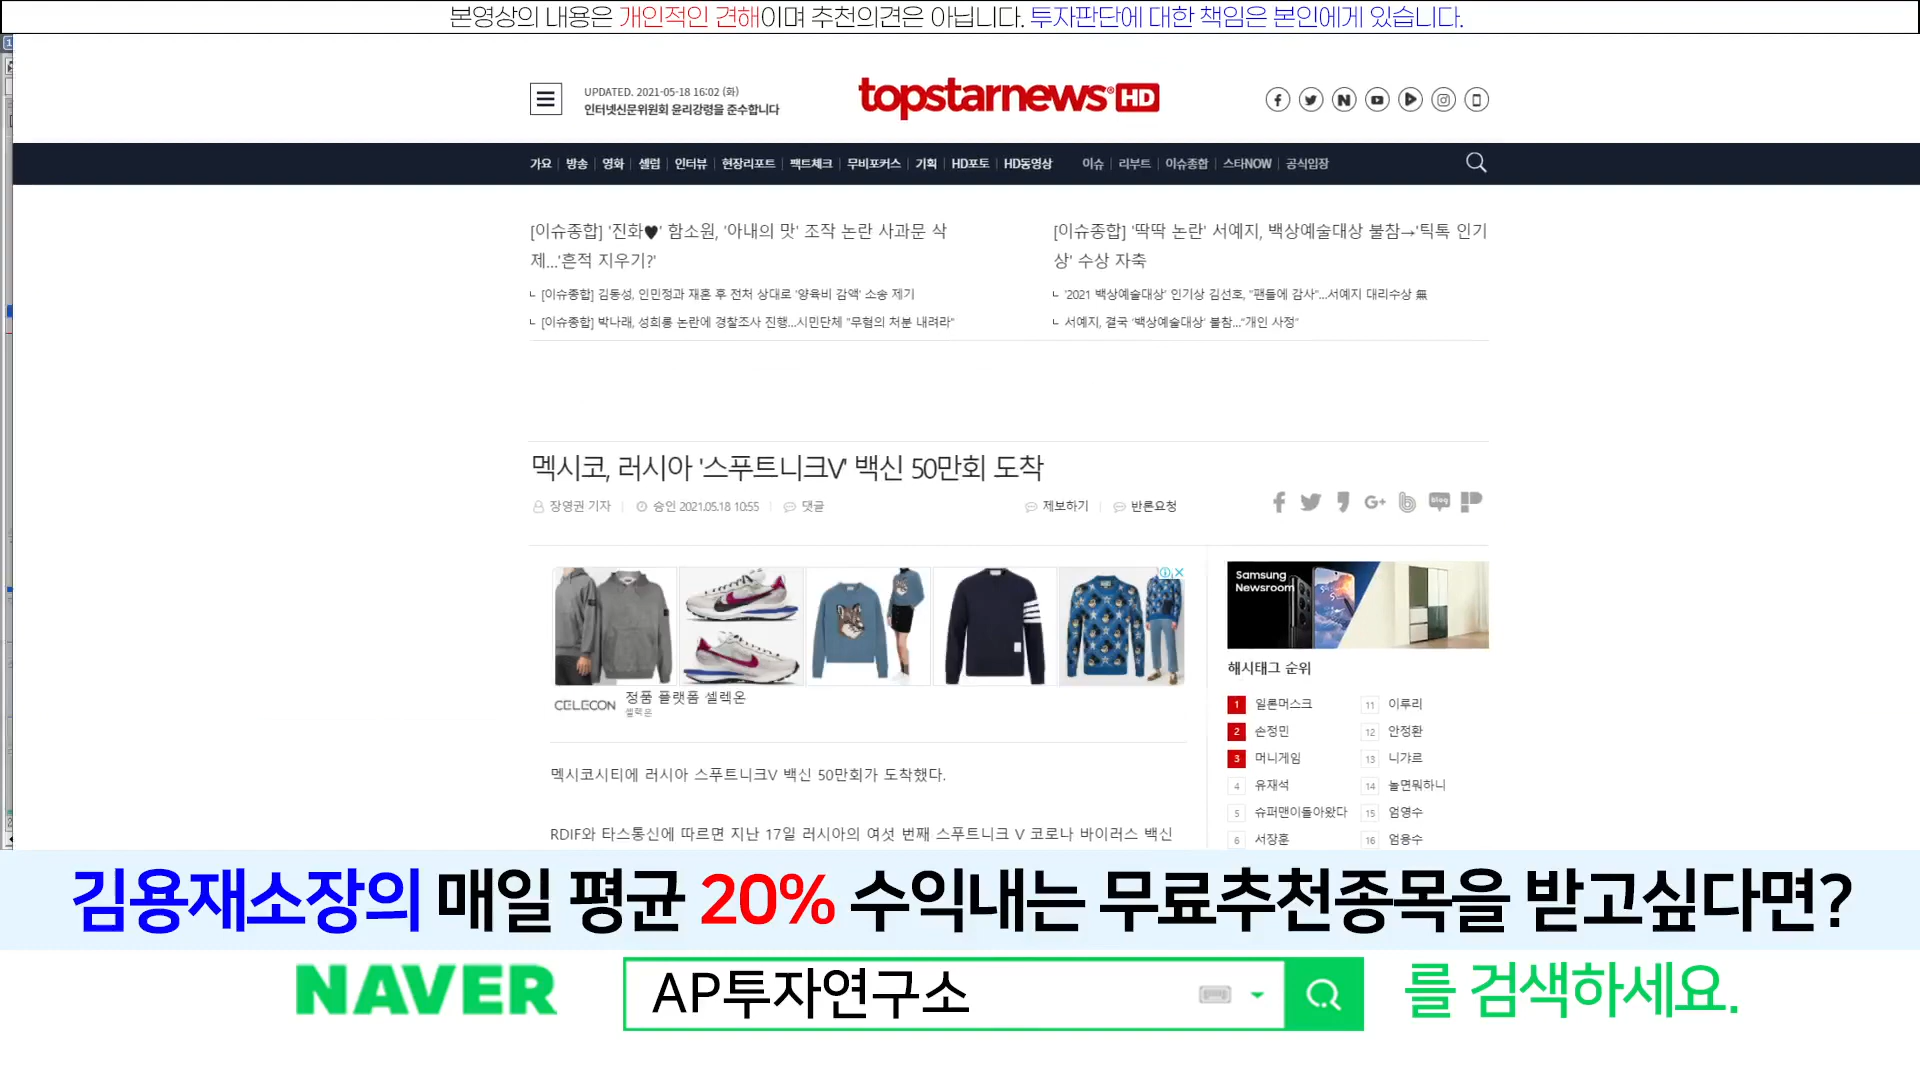 본영상의 내용은 개인적인 견해이며 추천의견은 아닙니다. 투자판단에 대한 책임은 본인에게 있습니다.
UPDATED. 2021-05-18 16:02 (화)
인터넷신문위원회 윤리강령을 준수합니다
topstarnews HD
가요 방송 영화 셀럽 인터뷰 현장리포트 팩트체크 무비포커스 기획 HD포토 HD동영상 이슈 리부트 이슈종합 스타NOW 공식입장
[이슈종합] '진화♥' 함소원, '아내의 맛' 조작 논란 사과문 삭
제...'흔적 지우기?'
[이슈종합] 김동성, 인민정과 재혼 후 전처 상대로 '양육비 감액' 소송 제기
[이슈종합] 박나래, 성희롱 논란에 경찰조사 진행...시민단체 "무혐의 처분 내려라"
[이슈종합] '딱딱 논란' 서예지, 백상예술대상 불참→'틱톡 인기
상' 수상 자축
'2021 백상예술대상' 인기상 김선호, "팬들에 감사"...서예지 대리수상 無
서예지, 결국 '백상예술대상' 불참..."개인 사정"
멕시코, 러시아 '스푸트니크V' 백신 50만회 도착
장영권 기자 승인 2021.05.18 10:55 댓글 제보하기 반론요청
CELECON 정품 플랫폼 셀렉온
셀렉온
멕시코시티에 러시아 스푸트니크V 백신 50만회가 도착했다.
RDIF와 타스통신에 따르면 지난 17일 러시아의 여섯 번째 스푸트니크 V 코로나 바이러스 백신
Samsung
Newsroom
해시태그 순위
1 일론머스크 11 이루리
2 손정민 12 안정환
3 머니게임 13 니갸르
4 유재석 14 놀면뭐하니
5 슈퍼맨이돌아왔다 15 엄영수
6 서장훈 16 엄용수
김용재소장의 매일 평균 20% 수익내는 무료추천종목을 받고싶다면?
NAVER AP투자연구소 를 검색하세요.